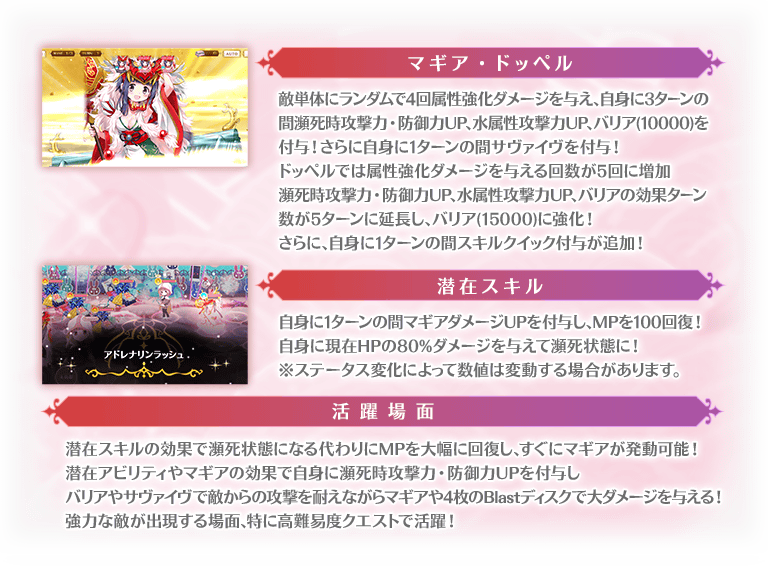 AUTO
マギア・ドッペル
敵単体にランダムで4回属性強化ダメージを与え、自身に3ターンの
間瀕死時攻撃力・防御力UP、水属性攻撃力UP、バリア(10000)を
付与！さらに自身に1ターンの間サヴァイヴを付与！
ドッペルでは属性強化ダメージを与える回数が5回に増加
瀕死時攻撃力・防御力UP、水属性攻撃力UP、バリアの効果ターン
数が5ターンに延長し、バリア(15000)に強化！
さらに、自身に1ターンの間スキルクイック付与が追加！
アドレナリンラッシュ
潜在スキル
自身に1ターンの間マギアダメージUPを付与し、MPを100回復！
自身に現在HPの80%ダメージを与えて瀕死状態に！
※ステータス変化によって数値は変動する場合があります。
活躍場面
潜在スキルの効果で瀕死状態になる代わりにMPを大幅に回復し、すぐにマギアが発動可能！
潜在アビリティやマギアの効果で自身に瀕死時攻撃力・防御力UPを付与し
バリアやサヴァイヴで敵からの攻撃を耐えながらマギアや4枚のBlastディスクで大ダメージを与える！
強力な敵が出現する場面、特に高難易度クエストで活躍！